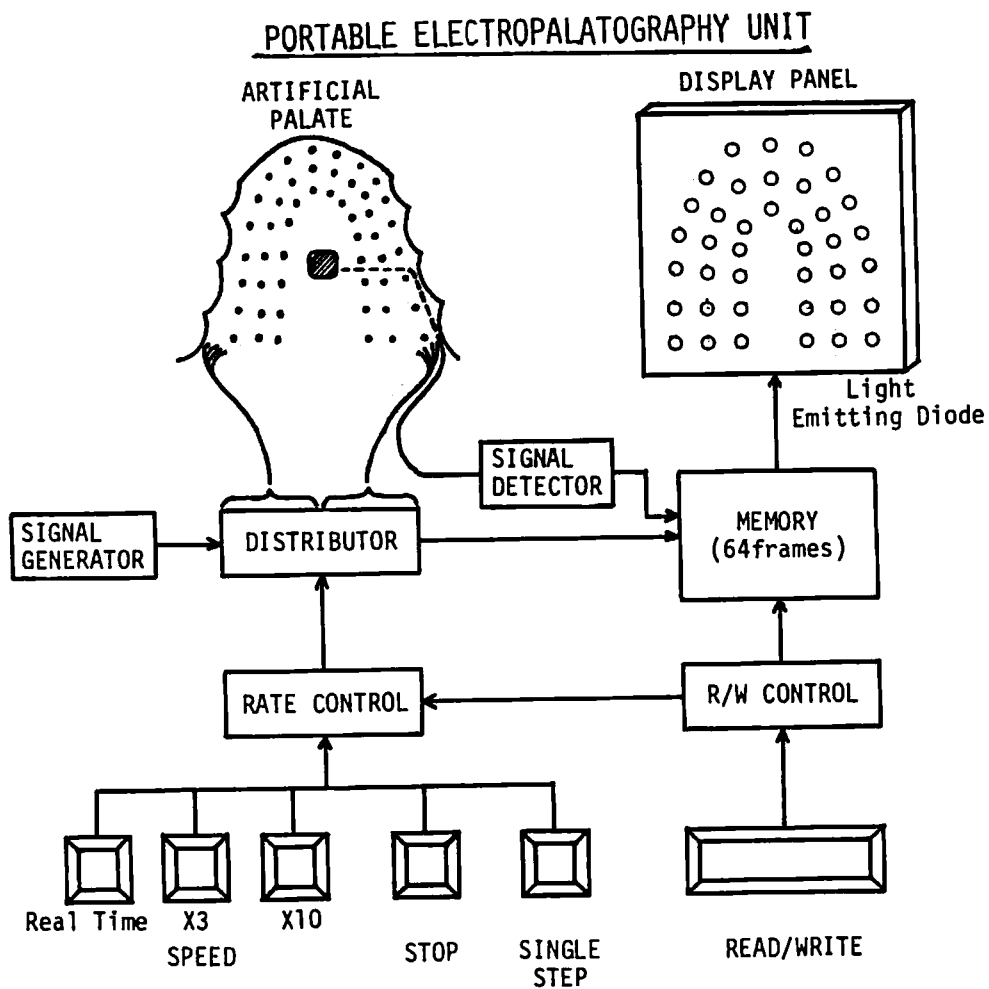 PORTABLE ELECTROPALATOGRAPHY UNIT
ARTIFICIAL
PALATE
DISPLAY PANEL
Light
Emitting Diode
SIGNAL
DETECTOR
MEMORY
(64frames)
SIGNAL
GENERATOR
DISTRIBUTOR
RATE CONTROL
R/W CONTROL
Real Time
X3
X10
SPEED
STOP
SINGLE
STEP
READ/WRITE